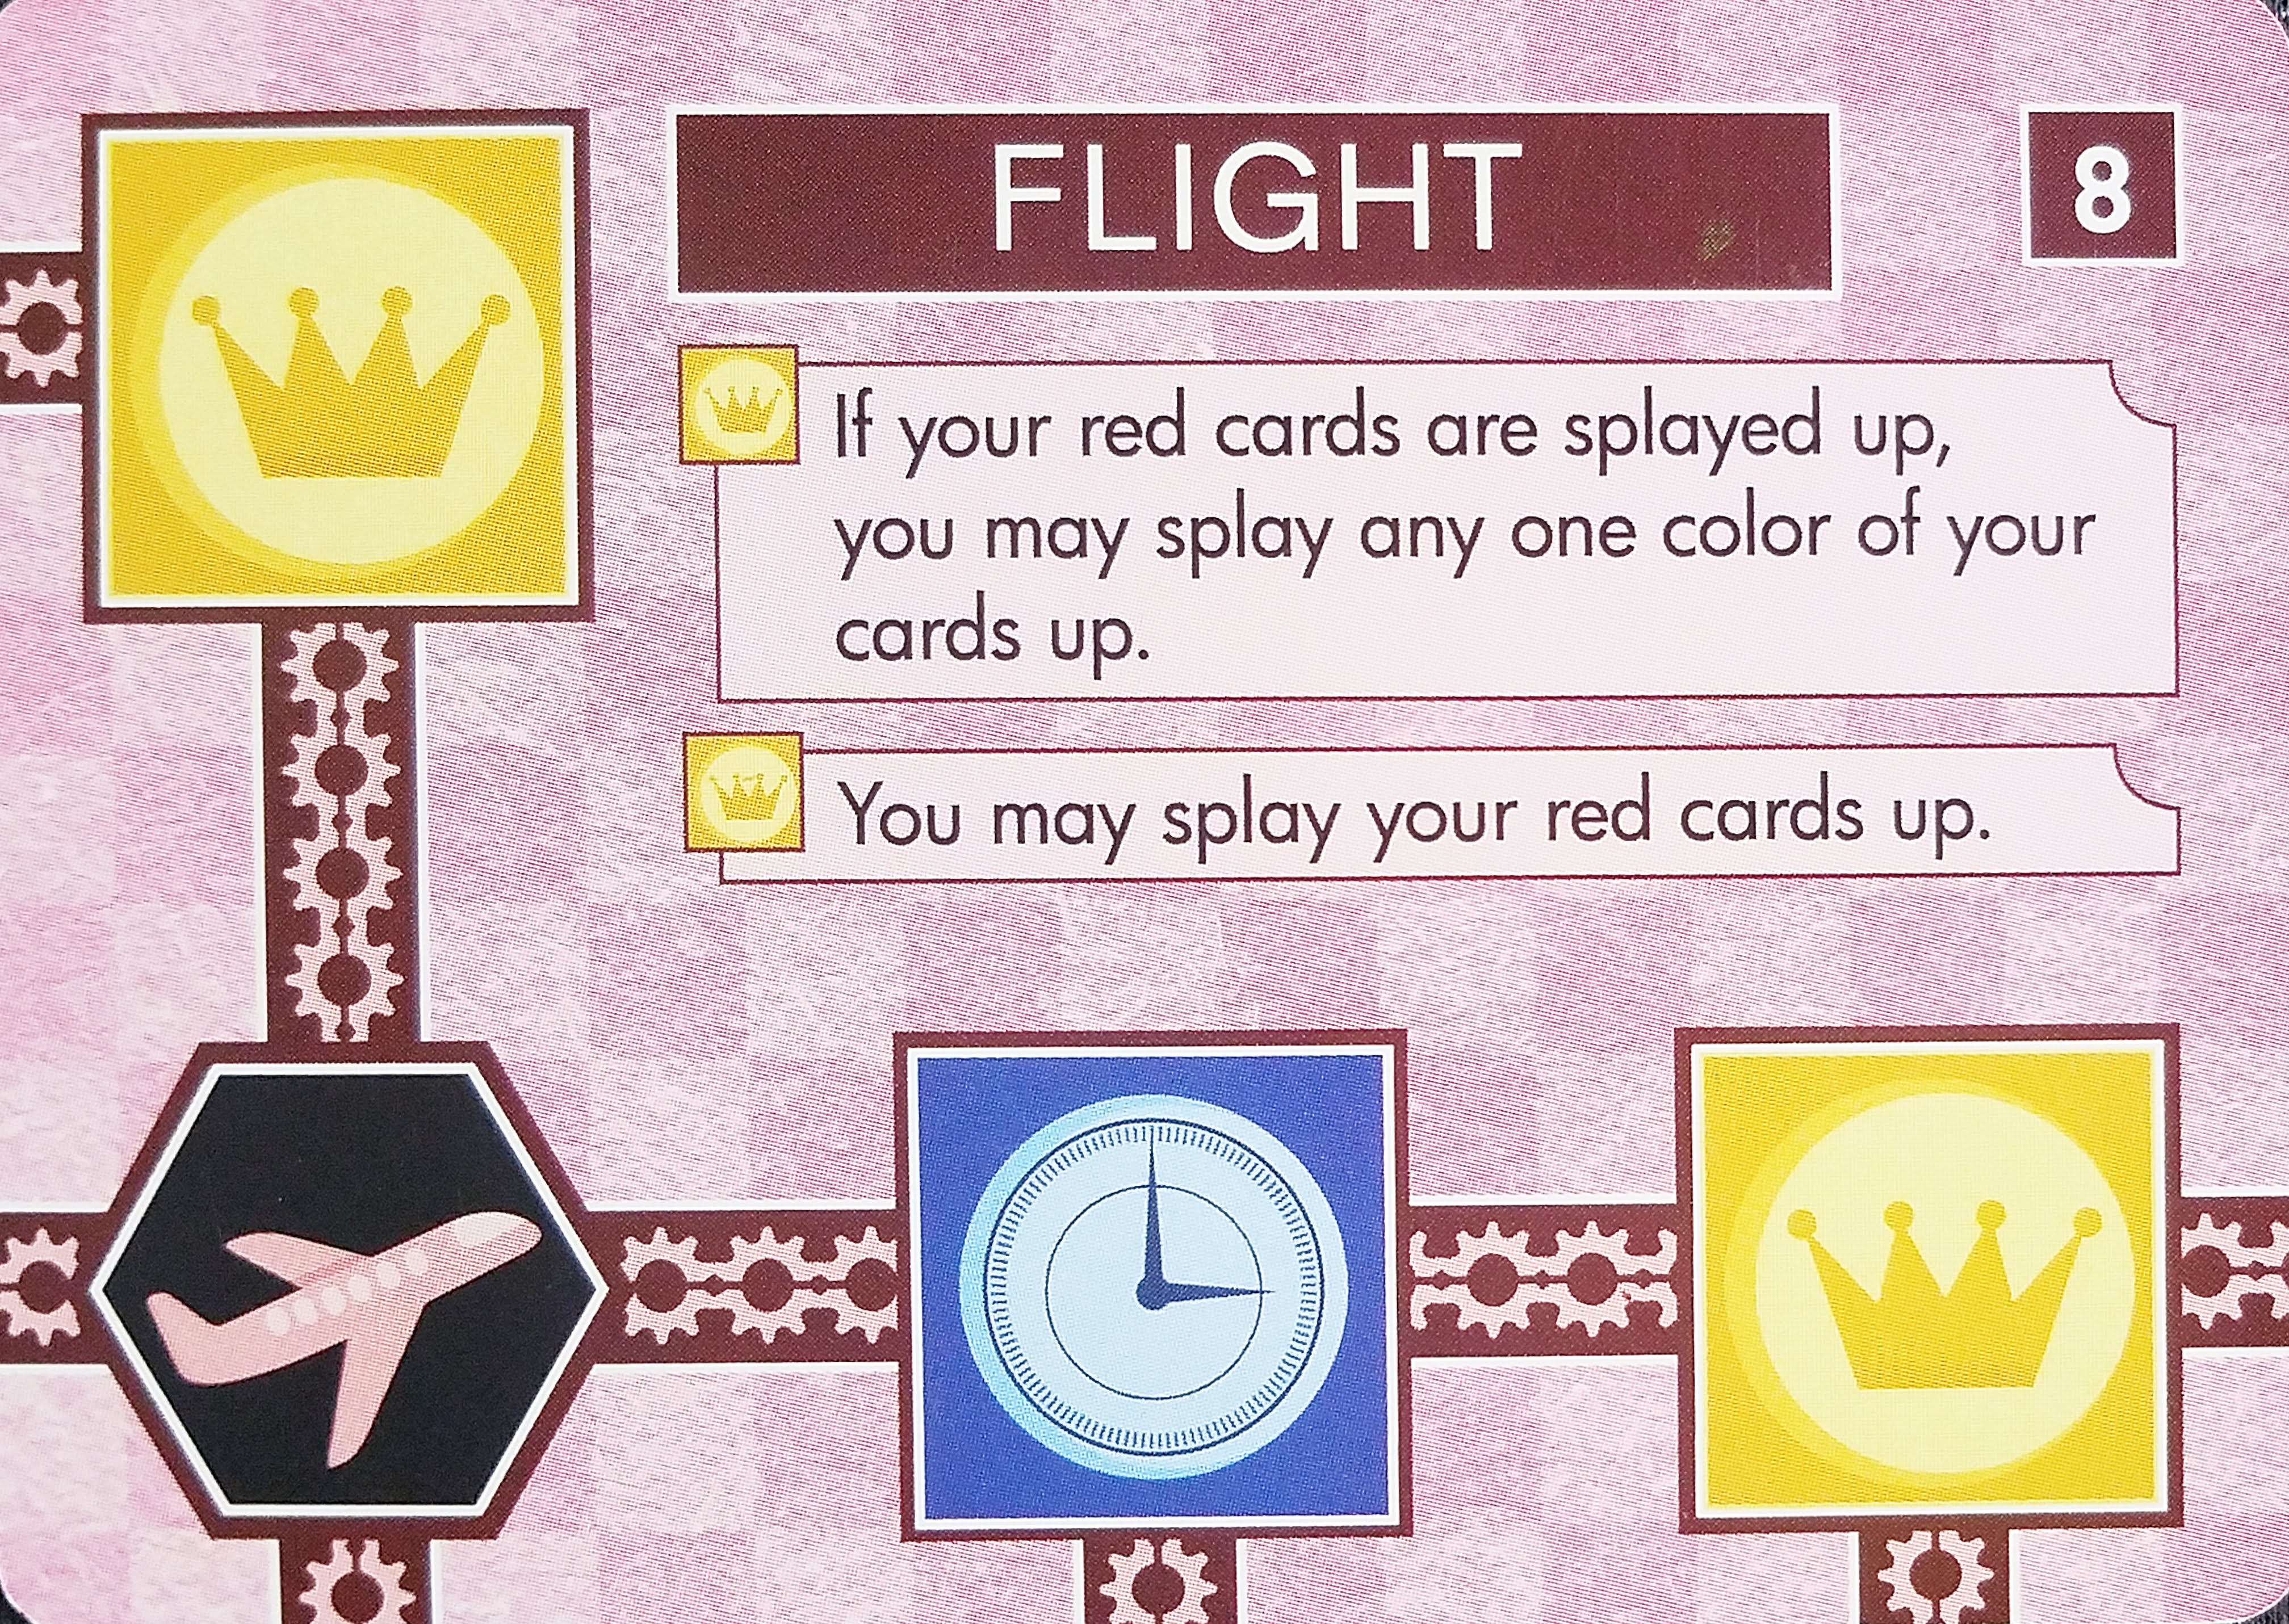 FLIGHT
8
If your red cards are splayed up,
you may splay any one color of your
cards up.
You may splay your red cards up.